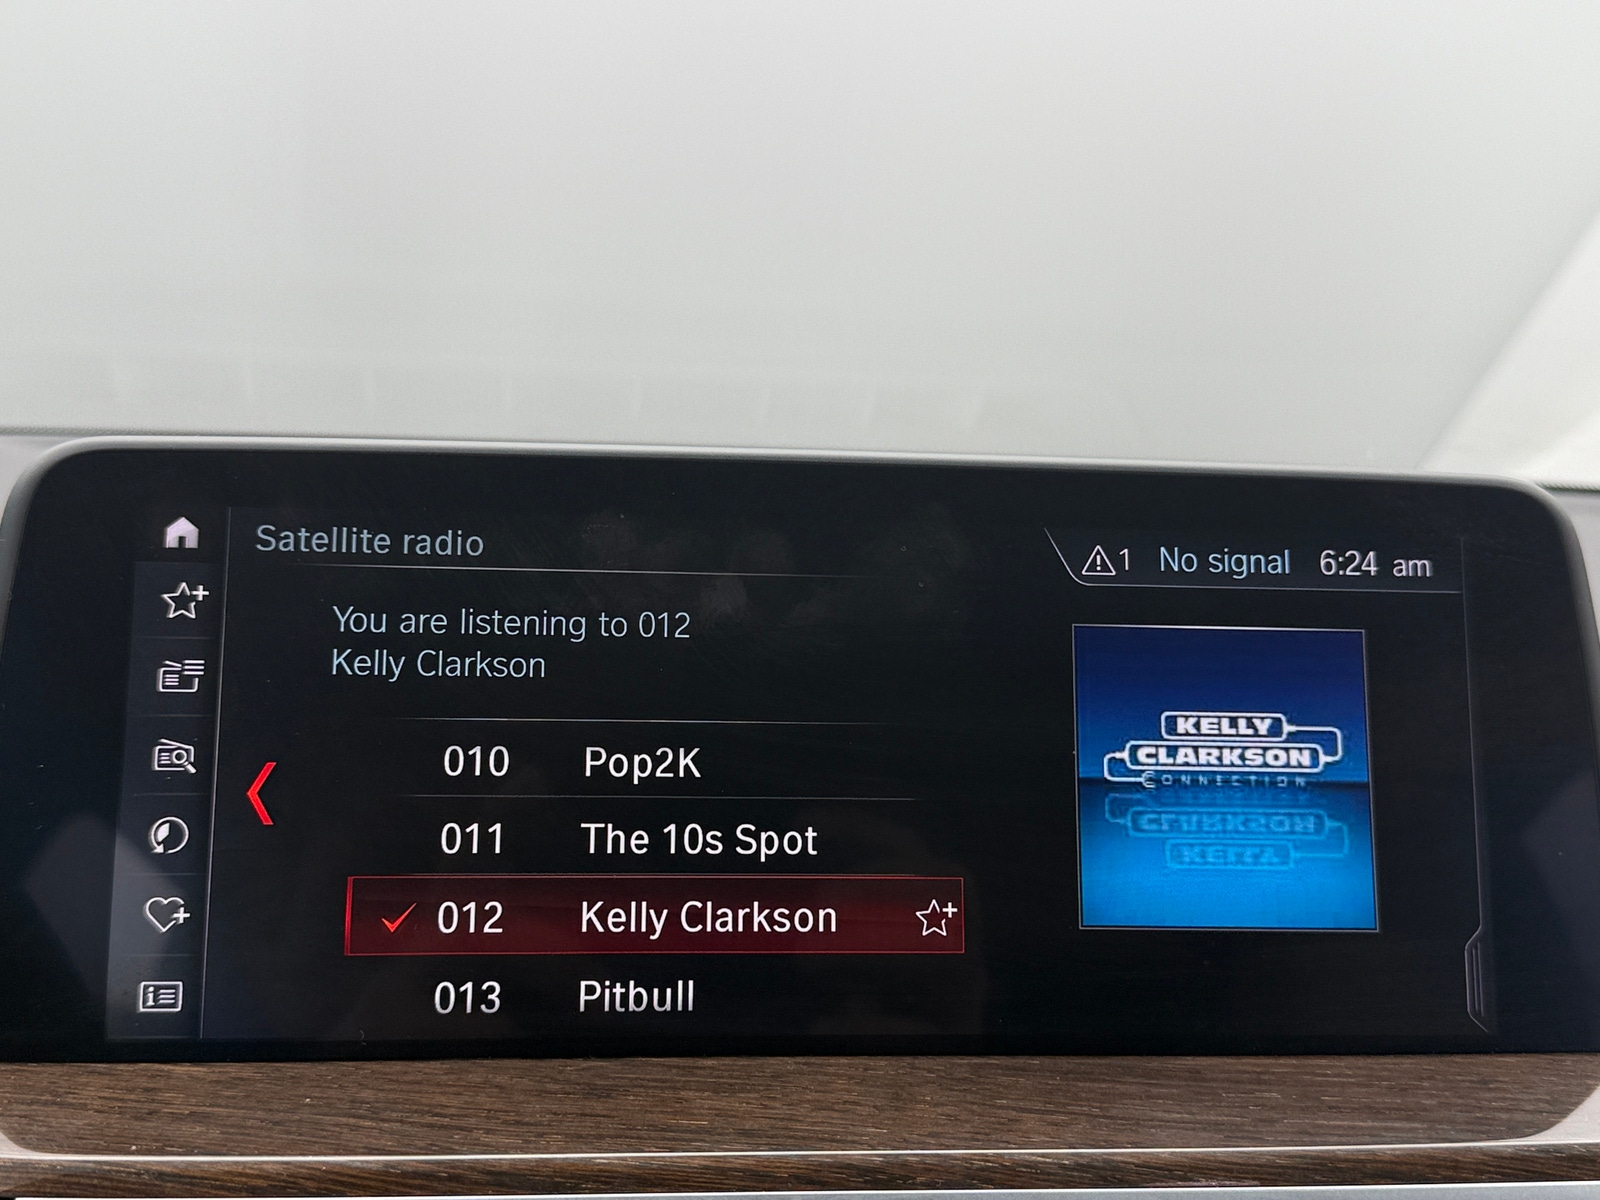 Satellite radio
1 No signal 6:24 am
You are listening to 012
Kelly Clarkson
010 Pop2K
011 The 10s Spot
012 Kelly Clarkson
013 Pitbull
KELLY
CLARKSON
CONNECTION